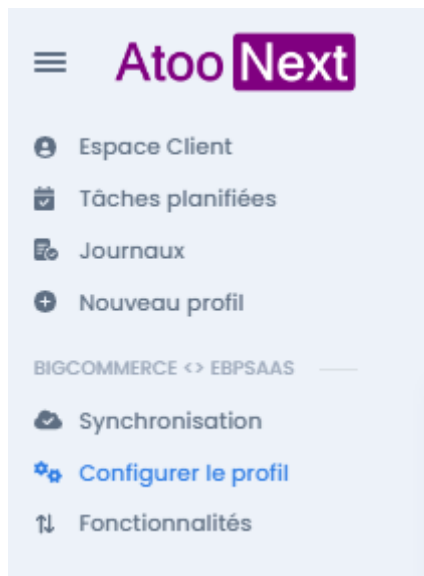 Atoo Next
Espace Client
Tâches planifiées
Journaux
Nouveau profil
BIGCOMMERCE <> EBPSAAS
Synchronisation
Configurer le profil
Fonctionnalités